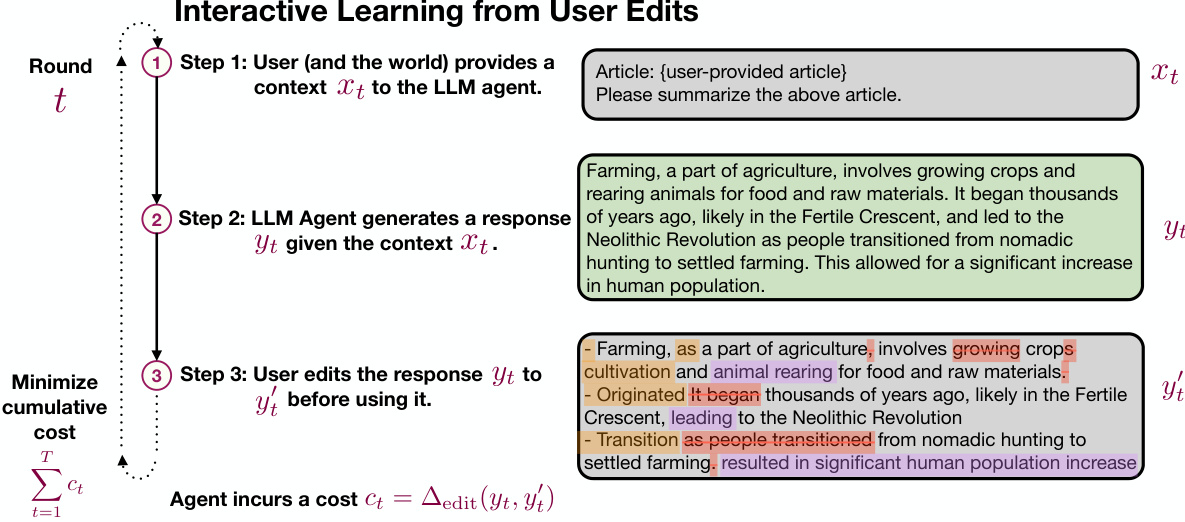 Interactive Learning from User Edits
Round
t
1
Step 1: User (and the world) provides a
context x_t to the LLM agent.
Article: {user-provided article}
Please summarize the above article.
x_t
2
Step 2: LLM Agent generates a response
y_t given the context x_t.
Farming, a part of agriculture, involves growing crops and
rearing animals for food and raw materials. It began thousands
of years ago, likely in the Fertile Crescent, and led to the
Neolithic Revolution as people transitioned from nomadic
hunting to settled farming. This allowed for a significant increase
in human population.
y_t
3
Step 3: User edits the response y_t to
y'_t before using it.
- Farming, as a part of agriculture, involves growing crops
cultivation and animal rearing for food and raw materials.
- Originated It began thousands of years ago, likely in the Fertile
Crescent, leading to the Neolithic Revolution
- Transition as people transitioned from nomadic hunting to
settled farming. resulted in significant human population increase
y'_t
Minimize
cumulative
cost
∑_{t=1}^{T} c_t
Agent incurs a cost c_t = Δ_edit(y_t, y'_t)